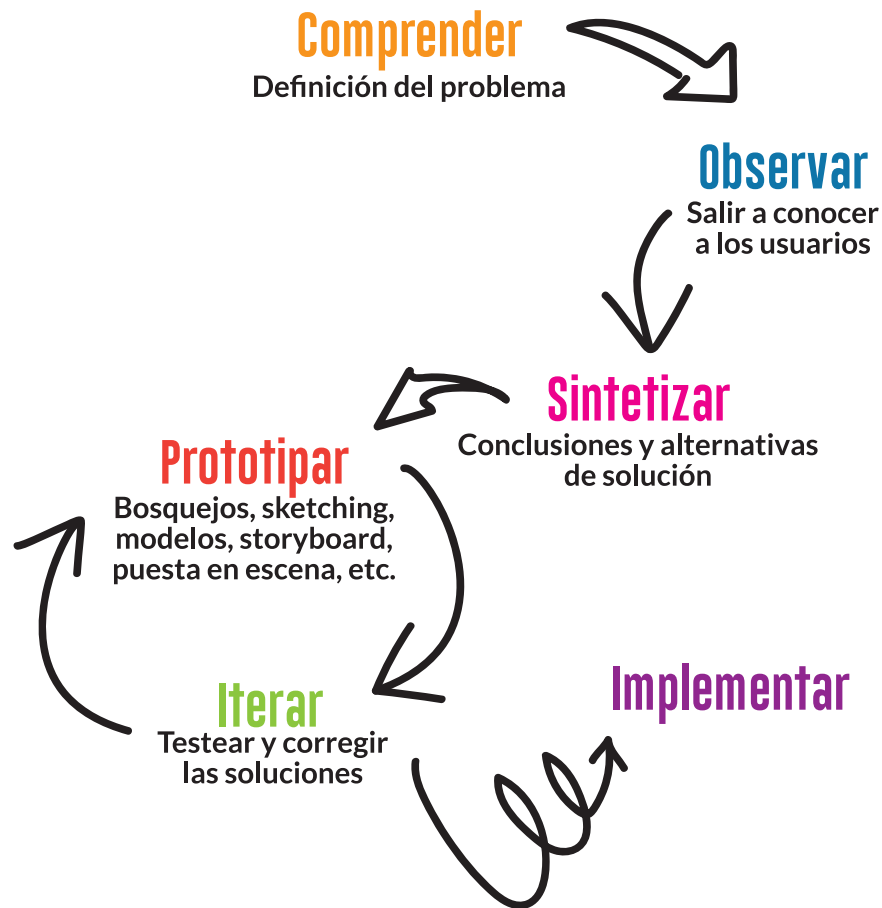 Comprender
Definición del problema
Observar
Salir a conocer
a los usuarios
Sintetizar
Conclusiones y alternativas
de solución
Prototipar
Bosquejos, sketching,
modelos, storyboard,
puesta en escena, etc.
Iterar
Testear y corregir
las soluciones
Implementar